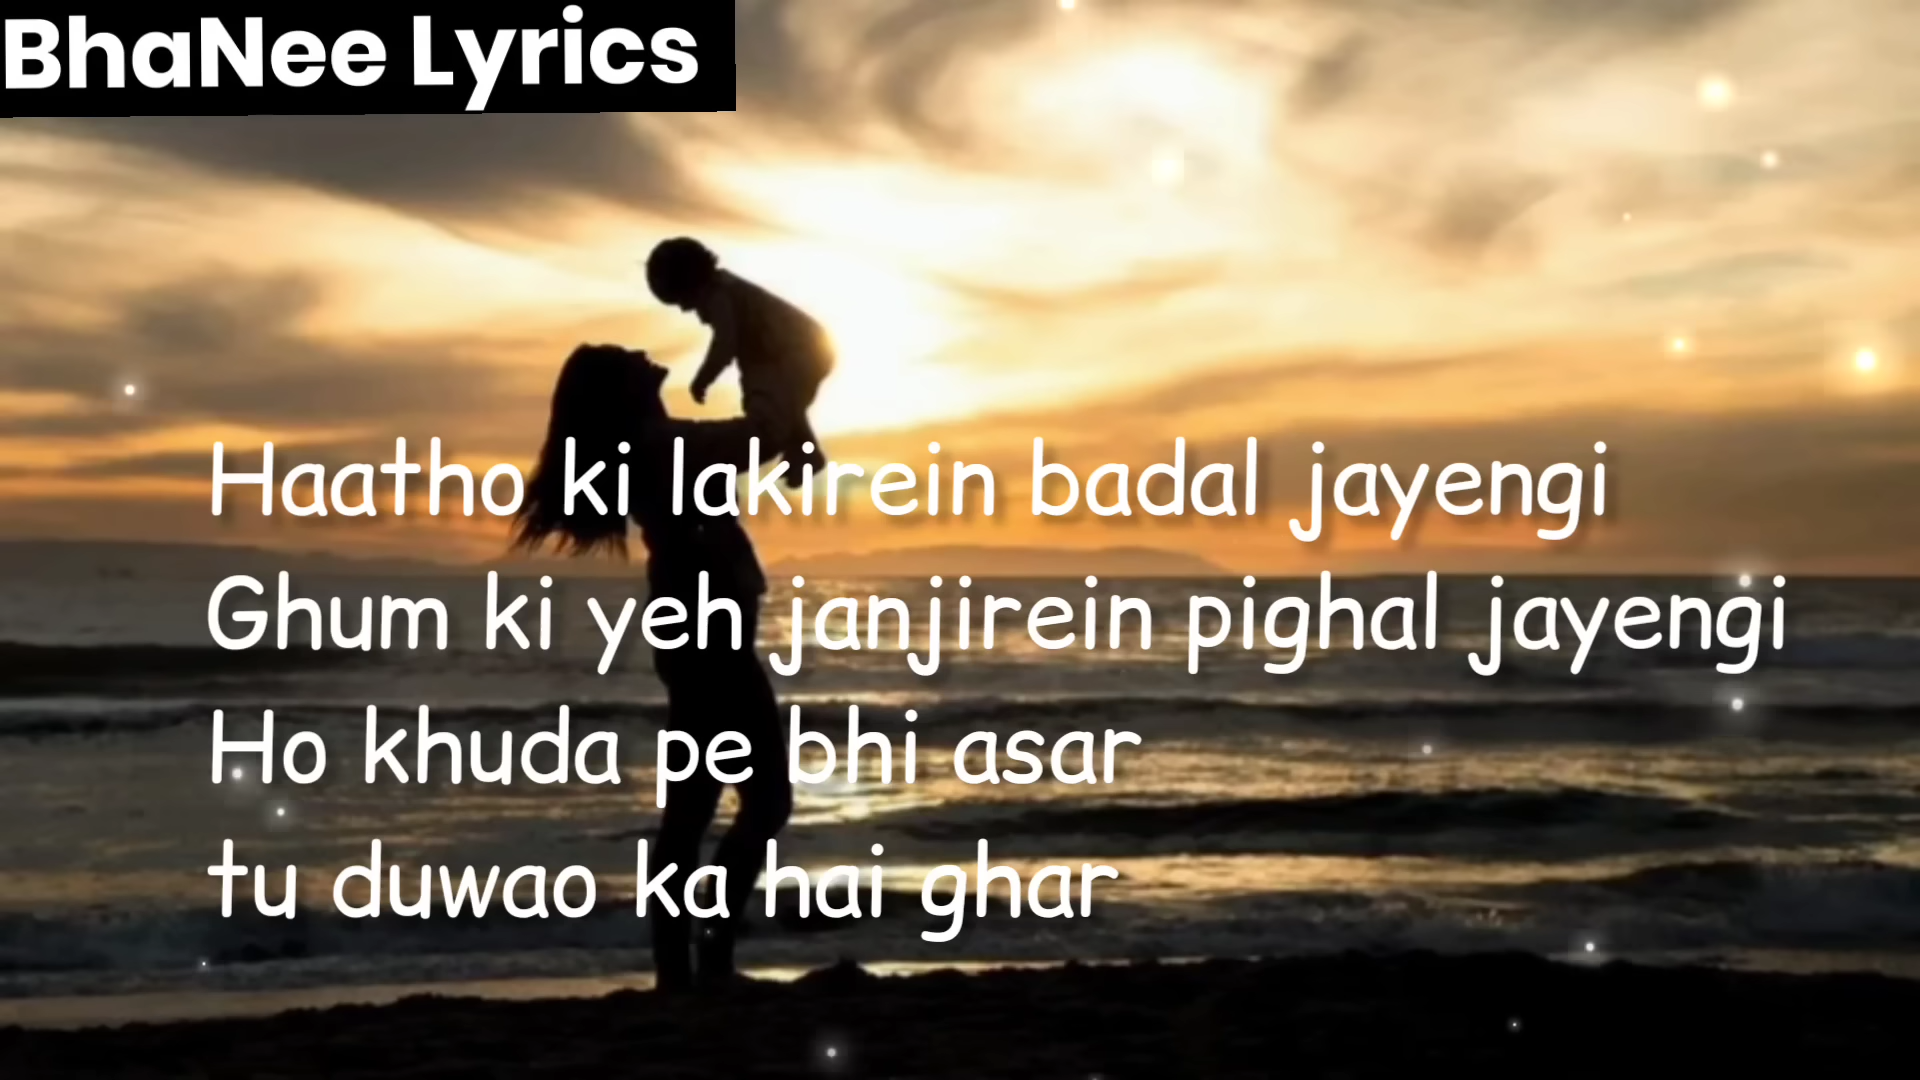 BhaNee Lyrics
Haatho ki lakirein badal jayengi
Ghum ki yeh janjirein pighal jayengi
Ho khuda pe bhi asar
tu duwao ka hai ghar